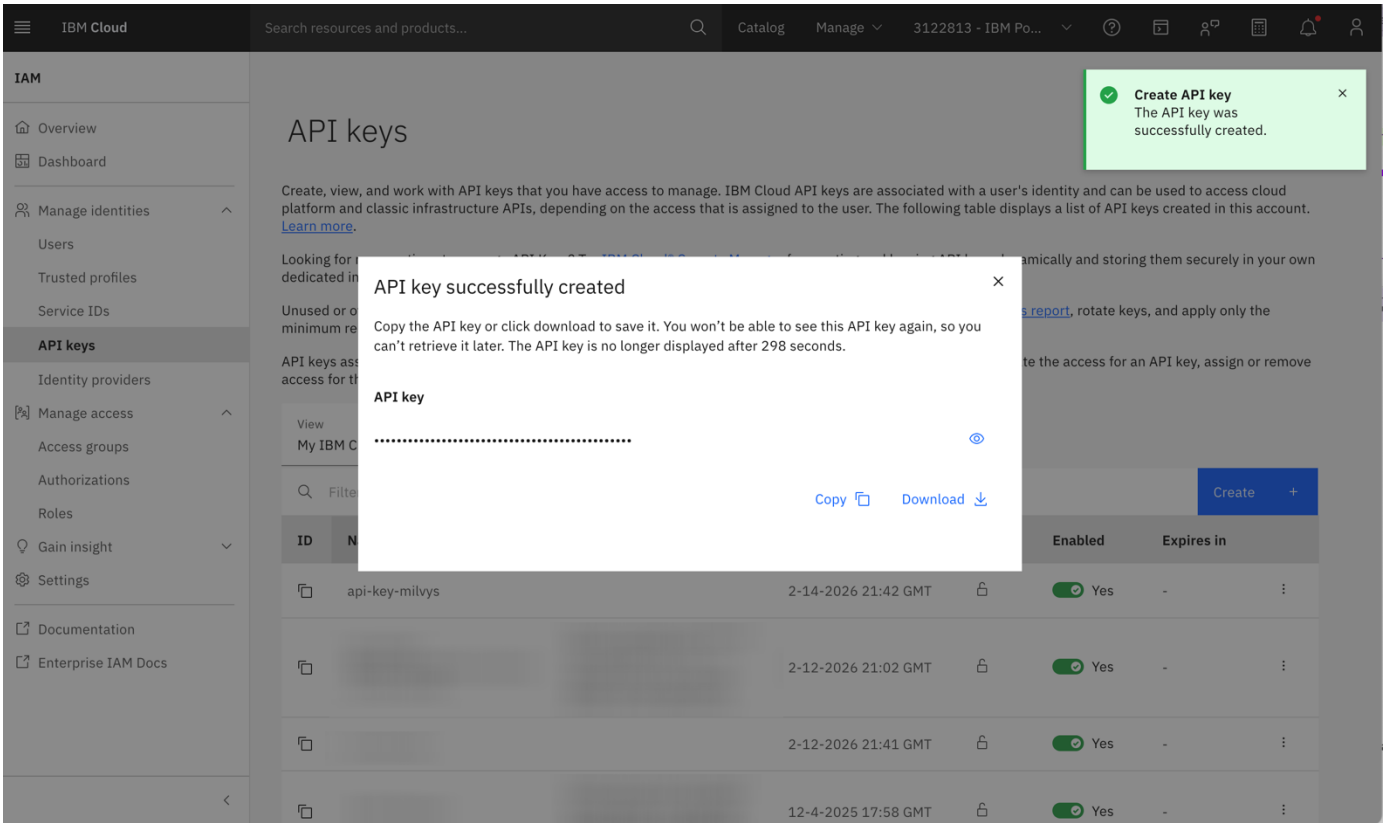 IBM Cloud
Search resources and products...
Catalog
Manage
3122813 - IBM Po...
IAM
Overview
Dashboard
Manage identities
Users
Trusted profiles
Service IDs
API keys
Identity providers
Manage access
Access groups
Authorizations
Roles
Gain insight
Settings
Documentation
Enterprise IAM Docs
Create API key
The API key was
successfully created.
API keys
Create, view, and work with API keys that you have access to manage. IBM Cloud API keys are associated with a user's identity and can be used to access cloud
platform and classic infrastructure APIs, depending on the access that is assigned to the user. The following table displays a list of API keys created in this account.
Learn more.
Looking for
amically and storing them securely in your own
dedicated in
Unused or o
s report, rotate keys, and apply only the
minimum re
API keys ass
te the access for an API key, assign or remove
access for th
API key successfully created
Copy the API key or click download to save it. You won't be able to see this API key again, so you
can't retrieve it later. The API key is no longer displayed after 298 seconds.
API key
••••••••••••••••••••••••••••••••••••••••••••
Copy
Download
View
My IBM C
Filte
Create +
ID N Enabled Expires in
api-key-milvys 2-14-2026 21:42 GMT Yes -
2-12-2026 21:02 GMT Yes -
2-12-2026 21:41 GMT Yes -
12-4-2025 17:58 GMT Yes -